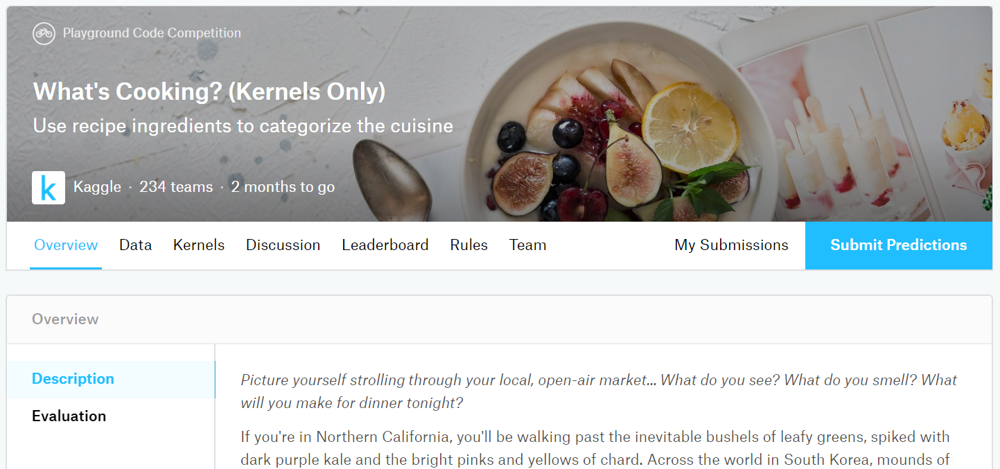 Playground Code Competition
What's Cooking? (Kernels Only)
Use recipe ingredients to categorize the cuisine
k
Kaggle · 234 teams · 2 months to go
Overview Data Kernels Discussion Leaderboard Rules Team My Submissions Submit Predictions
Overview
Description
Evaluation
Picture yourself strolling through your local, open-air market... What do you see? What do you smell? What
will you make for dinner tonight?
If you're in Northern California, you'll be walking past the inevitable bushels of leafy greens, spiked with
dark purple kale and the bright pinks and yellows of chard. Across the world in South Korea, mounds of